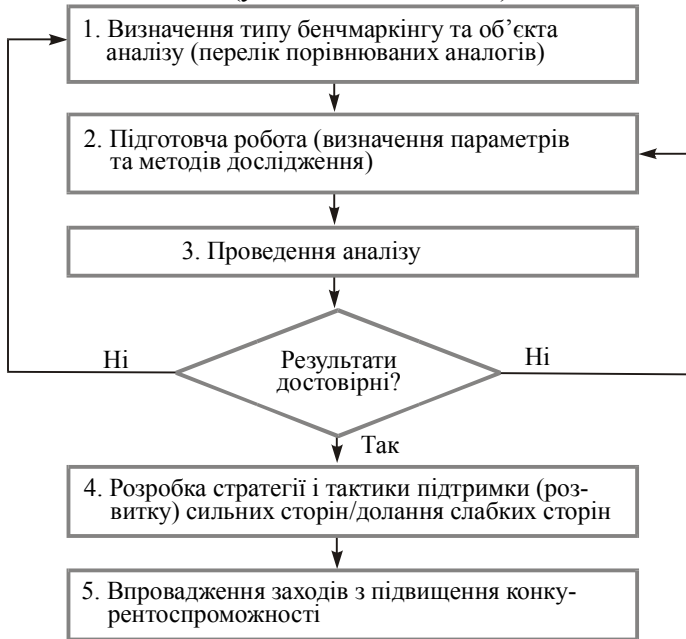 1. Визначення типу бенчмаркінгу та об’єкта
аналізу (перелік порівнюваних аналогів)
2. Підготовча робота (визначення параметрів
та методів дослідження)
3. Проведення аналізу
Ні
Результати
достовірні?
Ні
Так
4. Розробка стратегії і тактики підтримки (роз-
витку) сильних сторін/долання слабких сторін
5. Впровадження заходів з підвищення конку-
рентоспроможності